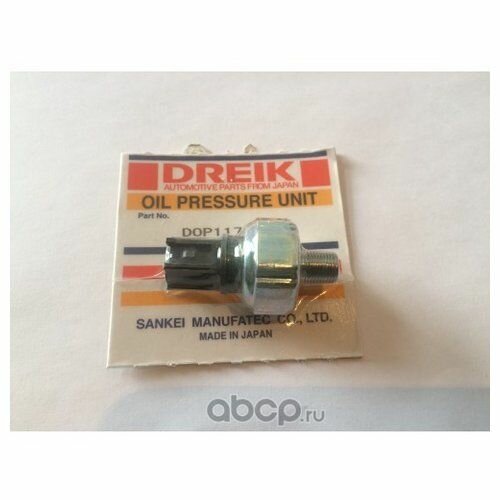 DREIK
AUTOMOTIVE PARTS FROM JAPAN
OIL PRESSURE UNIT
Part No.
DOP117
SANKEI MANUFATEC CO., LTD.
MADE IN JAPAN
abcp.ru